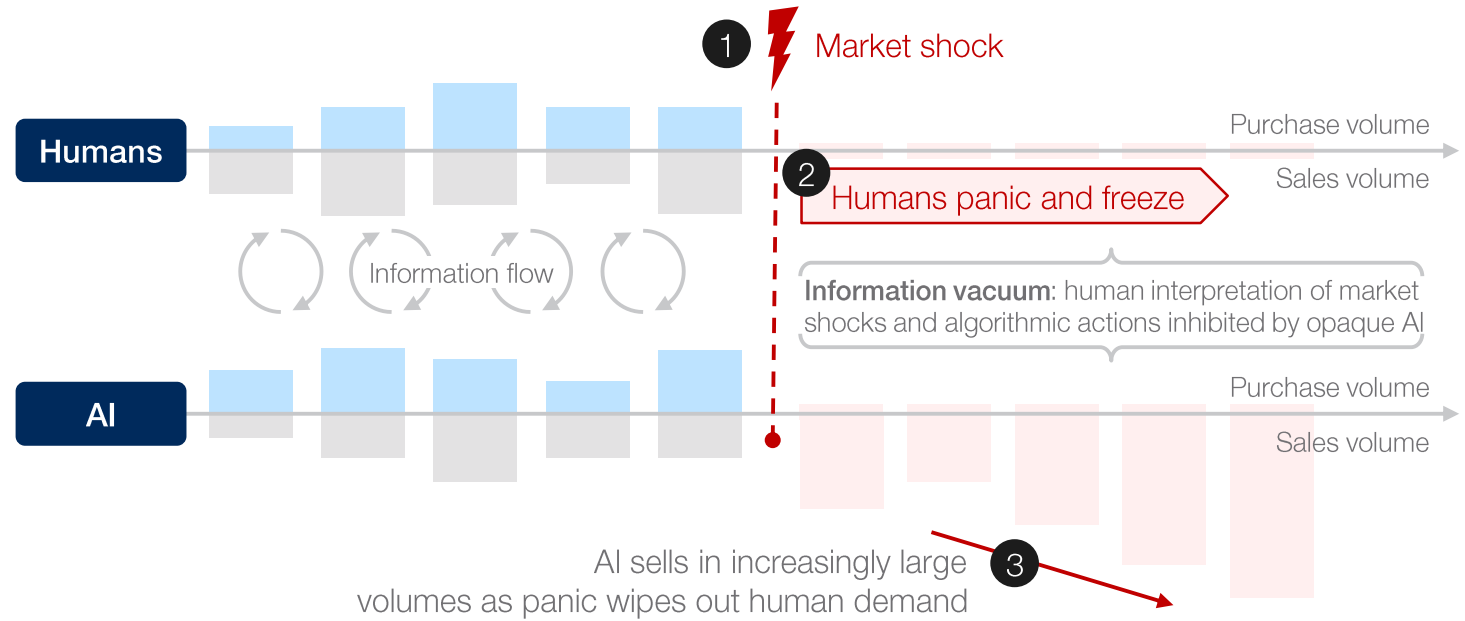 1
Market shock
Humans
Purchase volume
Sales volume
2
Humans panic and freeze
Information flow
Information vacuum: human interpretation of market
shocks and algorithmic actions inhibited by opaque AI
AI
Purchase volume
Sales volume
3
AI sells in increasingly large
volumes as panic wipes out human demand